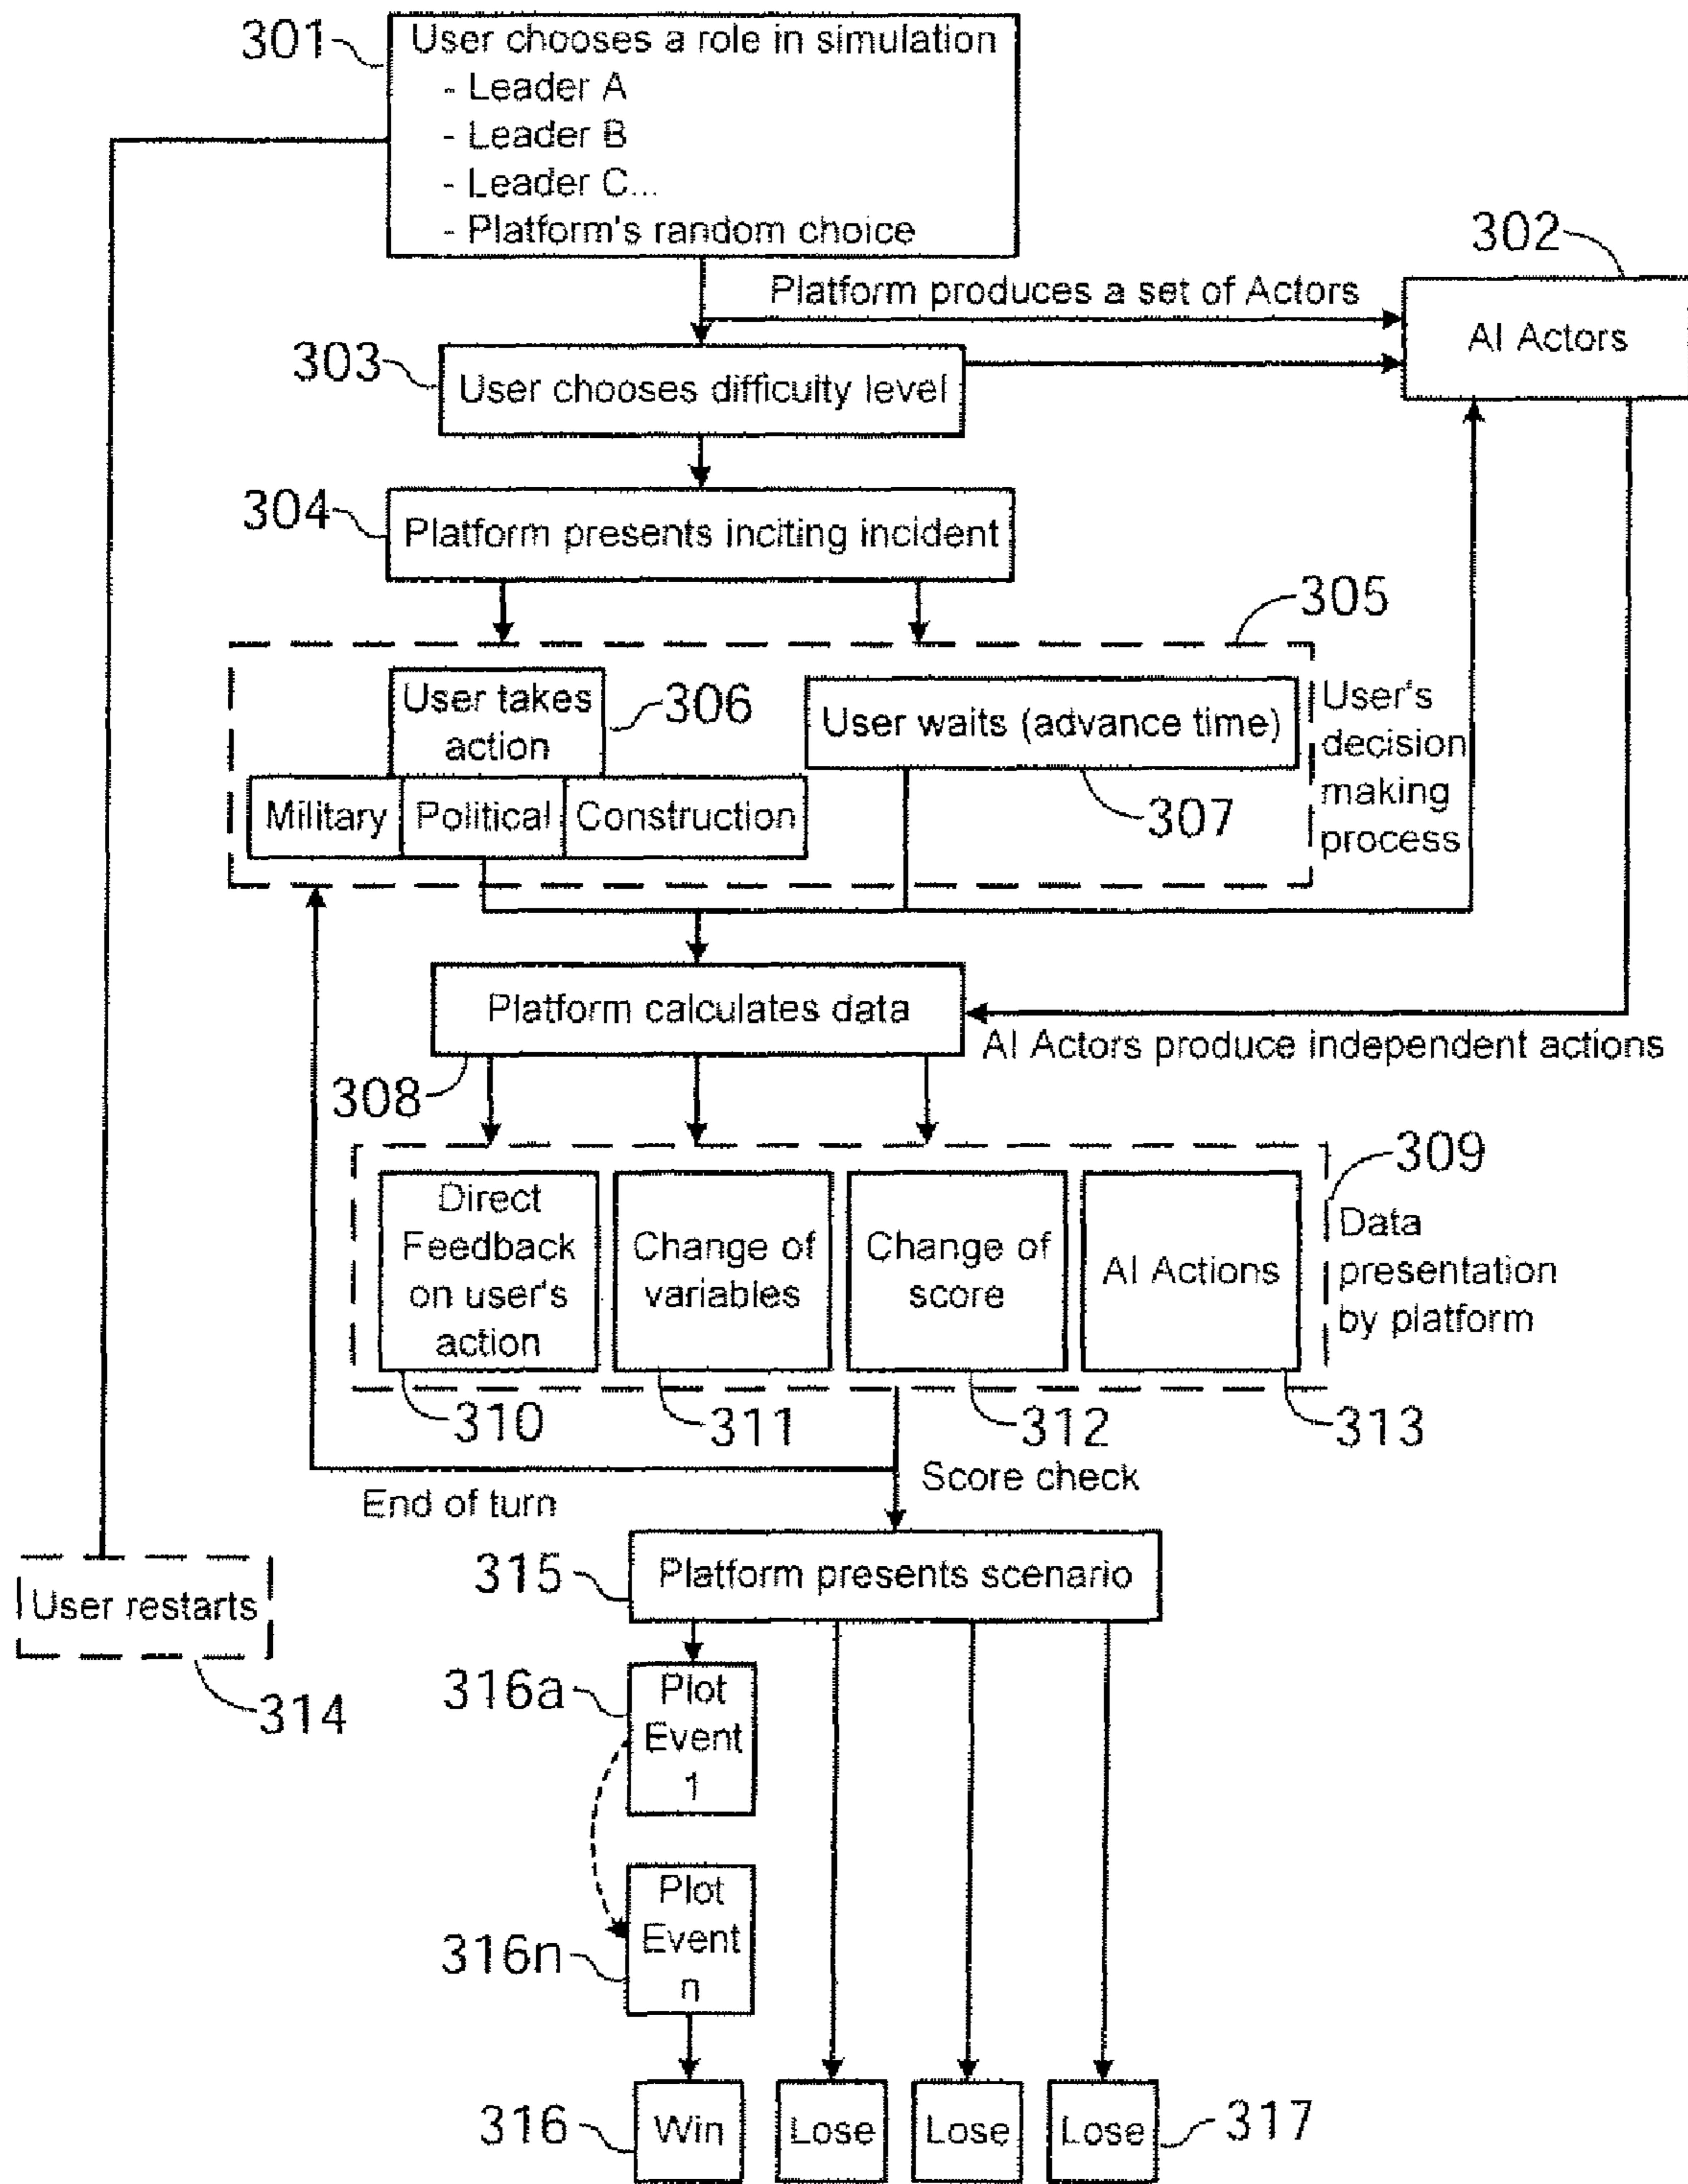 301
User chooses a role in simulation
- Leader A
- Leader B
- Leader C...
- Platform's random choice
302
Platform produces a set of Actors
AI Actors
303
User chooses difficulty level
304
Platform presents inciting incident
305
User takes
action
306
User waits (advance time)
307
User's
decision
making
process
Military
Political
Construction
Platform calculates data
308
AI Actors produce independent actions
309
Direct
Feedback
on user's
action
Change of
variables
Change of
score
AI Actions
Data
presentation
by platform
310
311
312
313
Score check
End of turn
315
Platform presents scenario
User restarts
314
316a
Plot
Event
1
316n
Plot
Event
n
316
Win
Lose
Lose
Lose
317